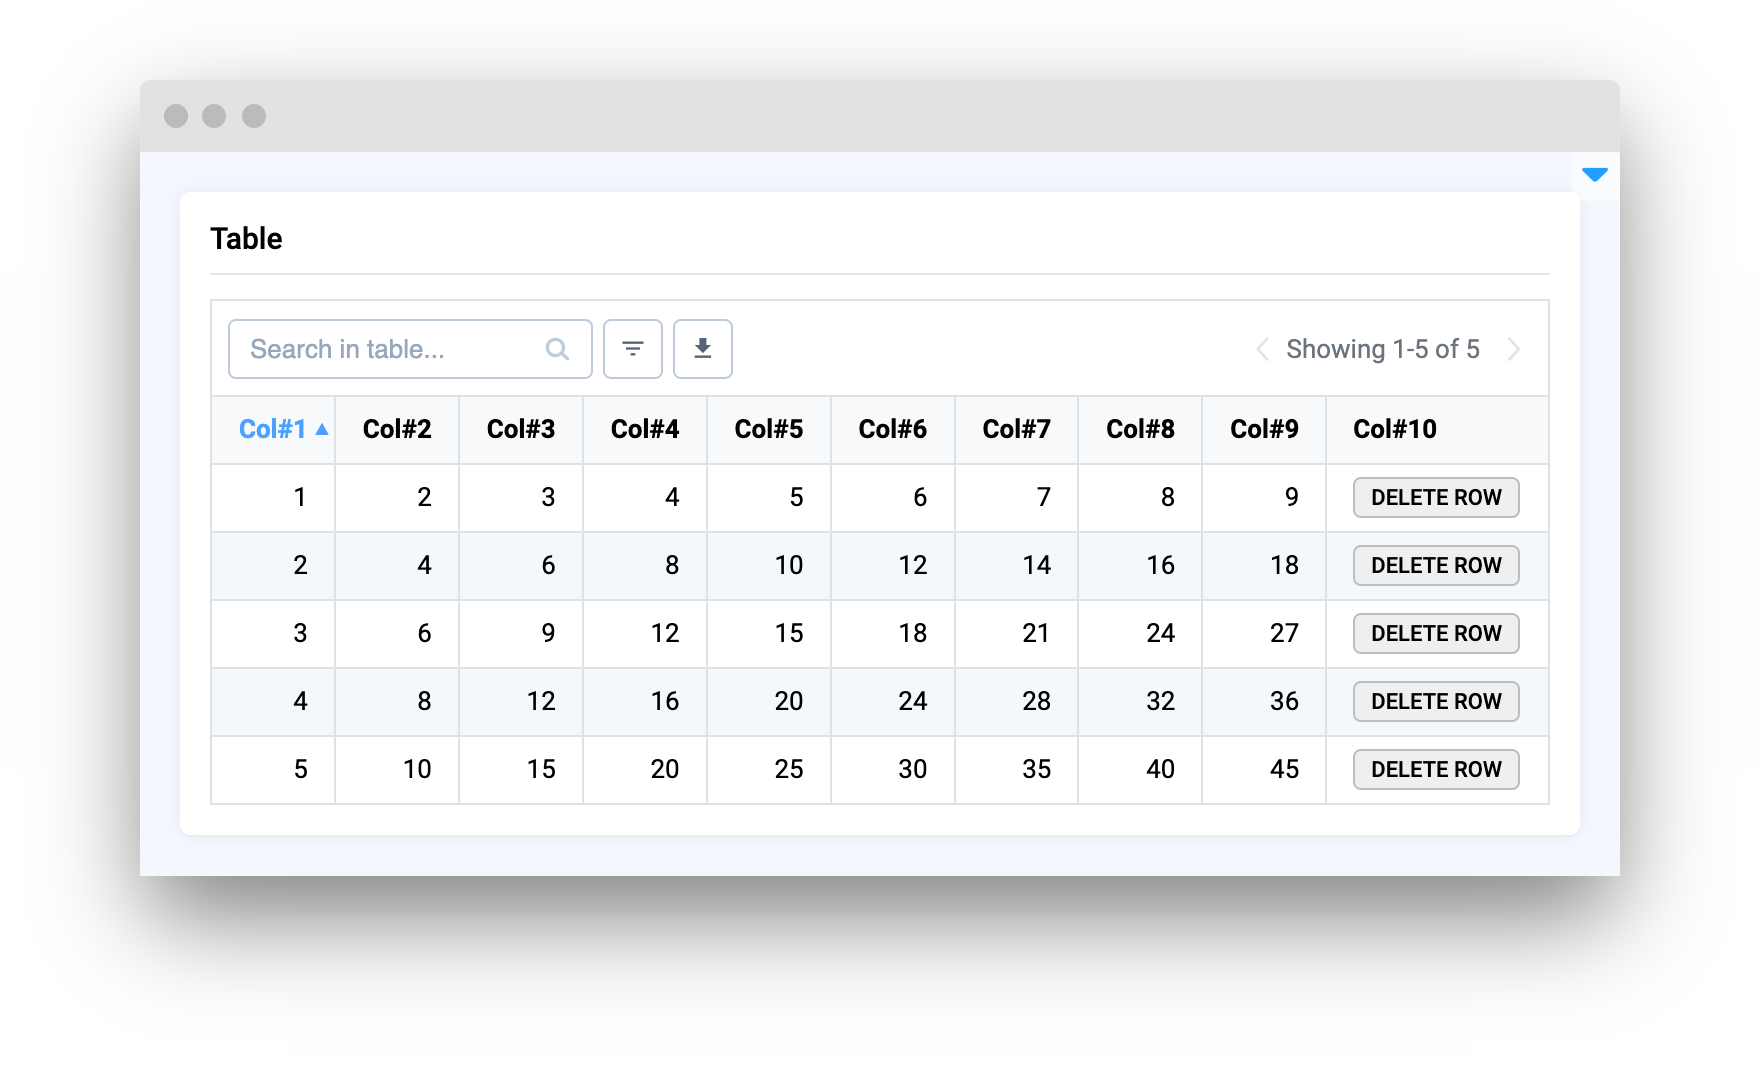 Table
Search in table... Showing 1-5 of 5
Col#1 Col#2 Col#3 Col#4 Col#5 Col#6 Col#7 Col#8 Col#9 Col#10
1 2 3 4 5 6 7 8 9 DELETE ROW
2 4 6 8 10 12 14 16 18 DELETE ROW
3 6 9 12 15 18 21 24 27 DELETE ROW
4 8 12 16 20 24 28 32 36 DELETE ROW
5 10 15 20 25 30 35 40 45 DELETE ROW